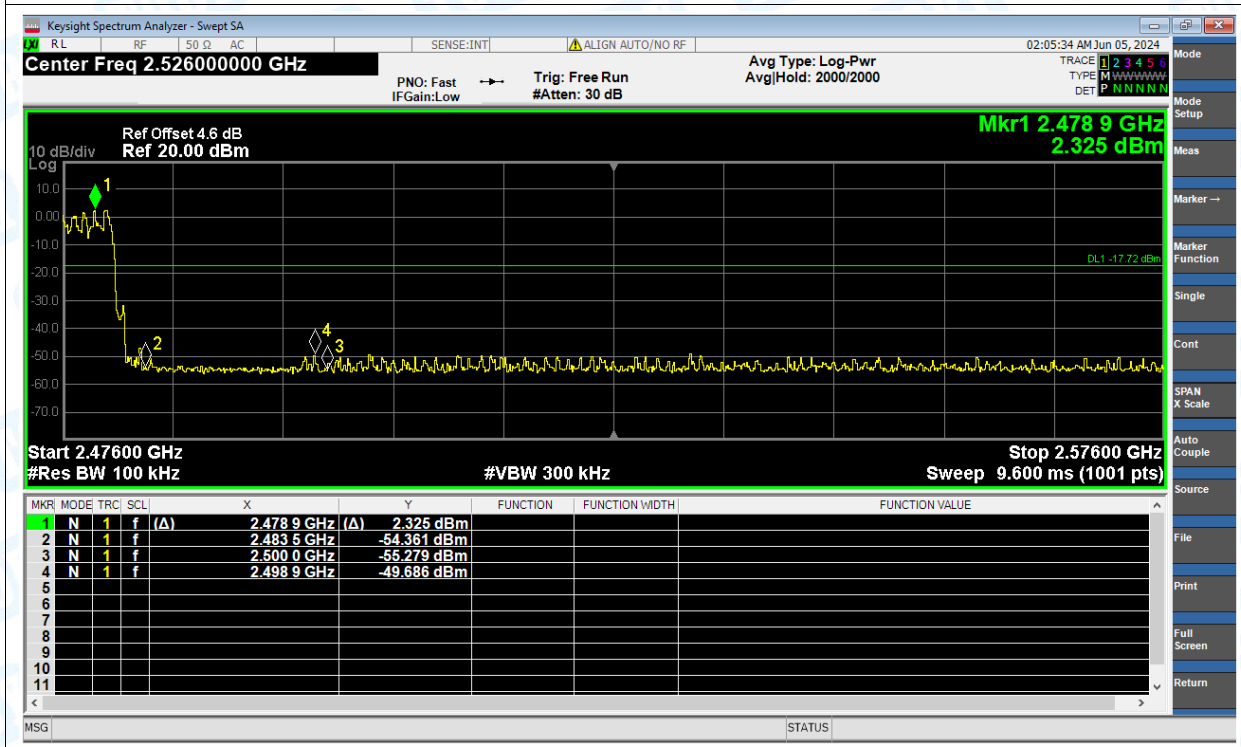 Keysight Spectrum Analyzer - Swept SA
LXI RL RF 50 Ω AC SENSE:INT ALIGN AUTO/NO RF 02:05:34 AM Jun 05, 2024
Center Freq 2.526000000 GHz
PNO: Fast
IFGain:Low
Trig: Free Run
#Atten: 30 dB
Avg Type: Log-Pwr
Avg|Hold: 2000/2000
TRACE 1 2 3 4 5 6
TYPE M WWWWW
DET P N N N N N
Ref Offset 4.6 dB
Ref 20.00 dBm
10 dB/div
Log
Mkr1 2.478 9 GHz
2.325 dBm
10.0
0.00
-10.0
-20.0
-30.0
-40.0
-50.0
-60.0
-70.0
1
2
4
3
DL1 -17.72 dBm
Start 2.47600 GHz
#Res BW 100 kHz
#VBW 300 kHz
Stop 2.57600 GHz
Sweep 9.600 ms (1001 pts)
MKR MODE TRC SCL X Y FUNCTION FUNCTION WIDTH FUNCTION VALUE
1 N 1 f (Δ) 2.478 9 GHz (Δ) 2.325 dBm
2 N 1 f 2.483 5 GHz -54.361 dBm
3 N 1 f 2.500 0 GHz -55.279 dBm
4 N 1 f 2.498 9 GHz -49.686 dBm
5
6
7
8
9
10
11
MSG STATUS
Mode
Mode
Setup
Meas
Marker →
Marker
Function
Single
Cont
SPAN
X Scale
Auto
Couple
Source
File
Print
Full
Screen
Return